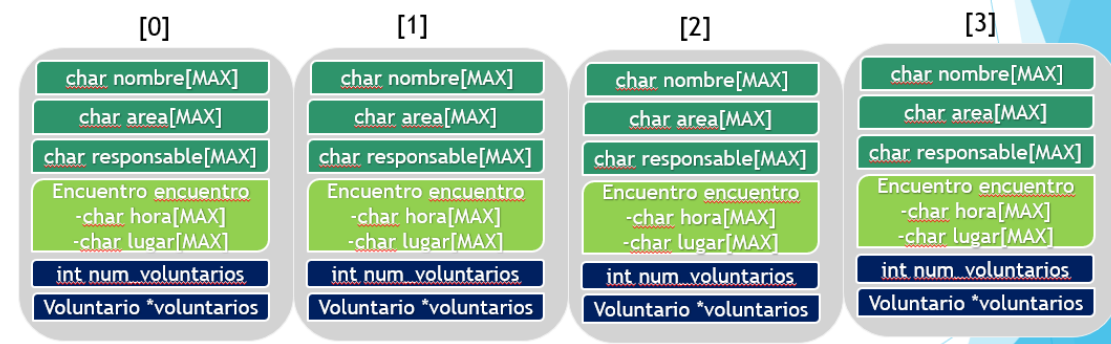 [0]
char nombre[MAX]
char area[MAX]
char responsable[MAX]
Encuentro encuentro
-char hora[MAX]
-char lugar[MAX]
int num_voluntarios
Voluntario *voluntarios
[1]
char nombre[MAX]
char area[MAX]
char responsable[MAX]
Encuentro encuentro
-char hora[MAX]
-char lugar[MAX]
int num_voluntarios
Voluntario *voluntarios
[2]
char nombre[MAX]
char area[MAX]
char responsable[MAX]
Encuentro encuentro
-char hora[MAX]
-char lugar[MAX]
int num_voluntarios
Voluntario *voluntarios
[3]
char nombre[MAX]
char area[MAX]
char responsable[MAX]
Encuentro encuentro
-char hora[MAX]
-char lugar[MAX]
int num_voluntarios
Voluntario *voluntarios